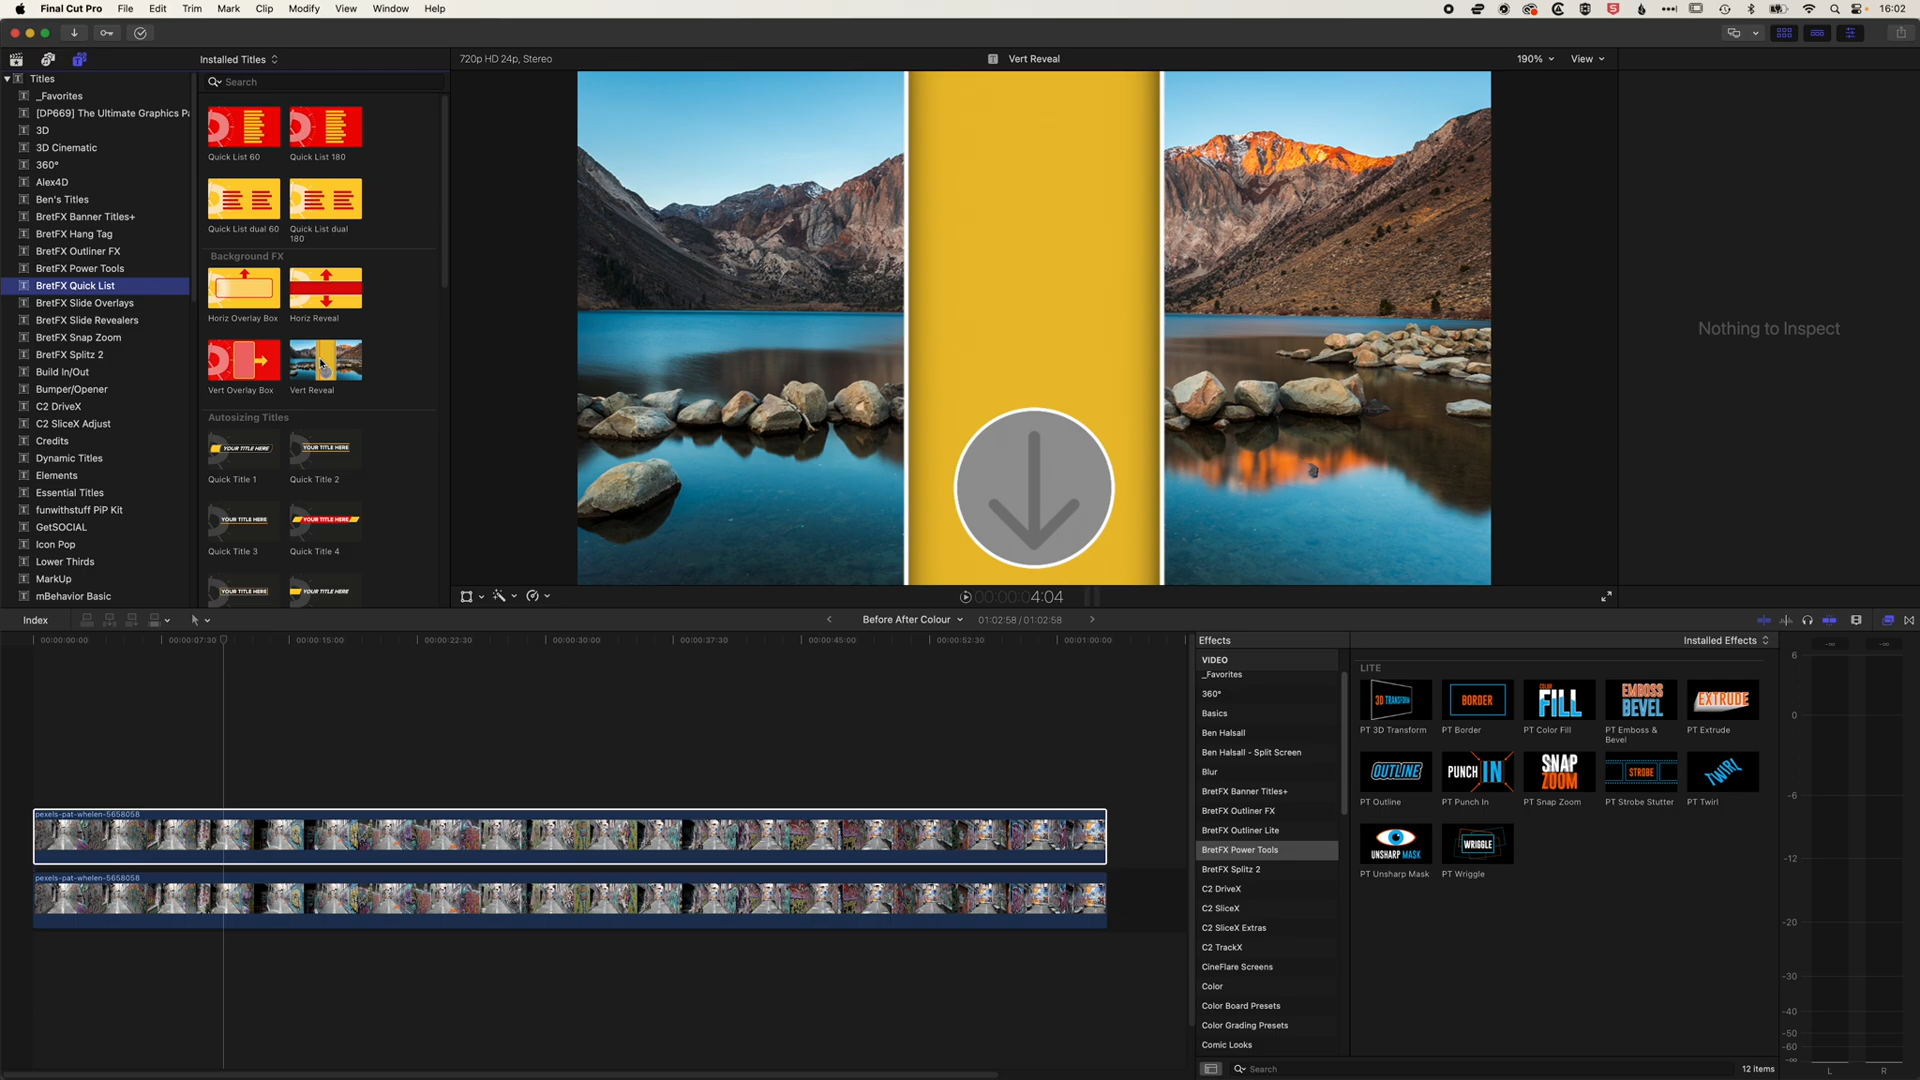 Final Cut Pro File Edit Trim Mark Clip Modify View Window Help 16:02
Installed Titles
720p HD 24p, Stereo
Vert Reveal
190%
View
Titles
_Favorites
[DP669] The Ultimate Graphics Pa
3D
3D Cinematic
360°
Alex4D
Ben's Titles
BretFX Banner Titles+
BretFX Hang Tag
BretFX Outliner FX
BretFX Power Tools
BretFX Quick List
BretFX Slide Overlays
BretFX Slide Revealers
BretFX Snap Zoom
BretFX Splitz 2
Build In/Out
Bumper/Opener
C2 DriveX
C2 SliceX Adjust
Credits
Dynamic Titles
Elements
Essential Titles
funwithstuff PiP Kit
GetSOCIAL
Icon Pop
Lower Thirds
MarkUp
mBehavior Basic
Search
Quick List 60
Quick List 180
Quick List dual 60
Quick List dual
180
Background FX
Horiz Overlay Box
Horiz Reveal
Vert Overlay Box
Vert Reveal
Autosizing Titles
YOUR TITLE HERE
YOUR TITLE HERE
Quick Title 1
Quick Title 2
YOUR TITLE HERE
YOUR TITLE HERE
Quick Title 3
Quick Title 4
YOUR TITLE HERE
YOUR TITLE HERE
00:00:00:04:04
Nothing to Inspect
Index
Before After Colour
01:02:58 / 01:02:58
00:00:00:00
00:00:07:30
00:00:15:00
00:00:22:30
00:00:30:00
00:00:37:30
00:00:45:00
00:00:52:30
00:01:00:00
pexels-pat-whelen-5658058
pexels-pat-whelen-5658058
Effects
Installed Effects
VIDEO
_Favorites
360°
Basics
Ben Halsall
Ben Halsall - Split Screen
Blur
BretFX Banner Titles+
BretFX Outliner FX
BretFX Outliner Lite
BretFX Power Tools
BretFX Splitz 2
C2 DriveX
C2 SliceX
C2 SliceX Extras
C2 TrackX
CineFlare Screens
Color
Color Board Presets
Color Grading Presets
Comic Looks
LITE
3D TRANSFORM
BORDER
COLOR FILL
EMBOSS BEVEL
EXTRUDE
PT 3D Transform
PT Border
PT Color Fill
PT Emboss &
Bevel
PT Extrude
OUTLINE
PUNCH IN
SNAP ZOOM
STROBE
TWIRL
PT Outline
PT Punch In
PT Snap Zoom
PT Strobe Stutter
PT Twirl
UNSHARP MASK
WRIGGLE
PT Unsharp Mask
PT Wriggle
Search
12 items
6
0
-6
-12
-20
-30
-40
-50
-60
-∞
L
R